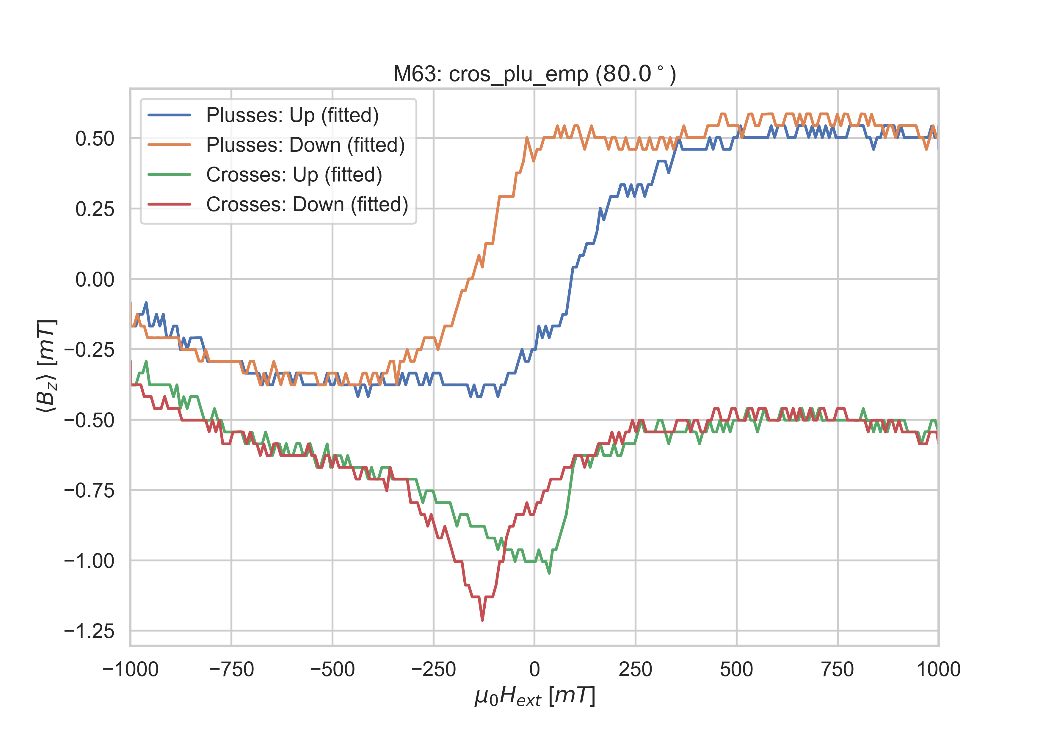 M63: cros_plu_emp (80.0°)
Plusses: Up (fitted)
Plusses: Down (fitted)
Crosses: Up (fitted)
Crosses: Down (fitted)
0.50
0.25
0.00
−0.25
−0.50
−0.75
−1.00
−1.25
⟨B_z⟩ [mT]
−1000 −750 −500 −250 0 250 500 750 1000
μ₀H_ext [mT]